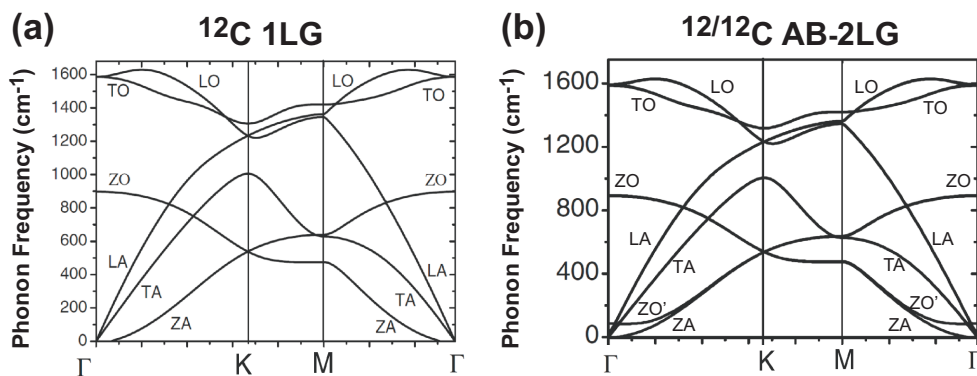 (a) ¹²C 1LG
Phonon Frequency (cm⁻¹)
1600
1400
1200
1000
800
600
400
200
0
TO
LO
LO
TO
ZO
ZO
LA
TA
ZA
LA
TA
ZA
Γ K M Γ
(b) ¹²/¹²C AB-2LG
Phonon Frequency (cm⁻¹)
1600
1200
800
400
0
TO
LO
LO
TO
ZO
ZO
LA
TA
ZO'
ZA
LA
TA
ZO'
ZA
Γ K M Γ